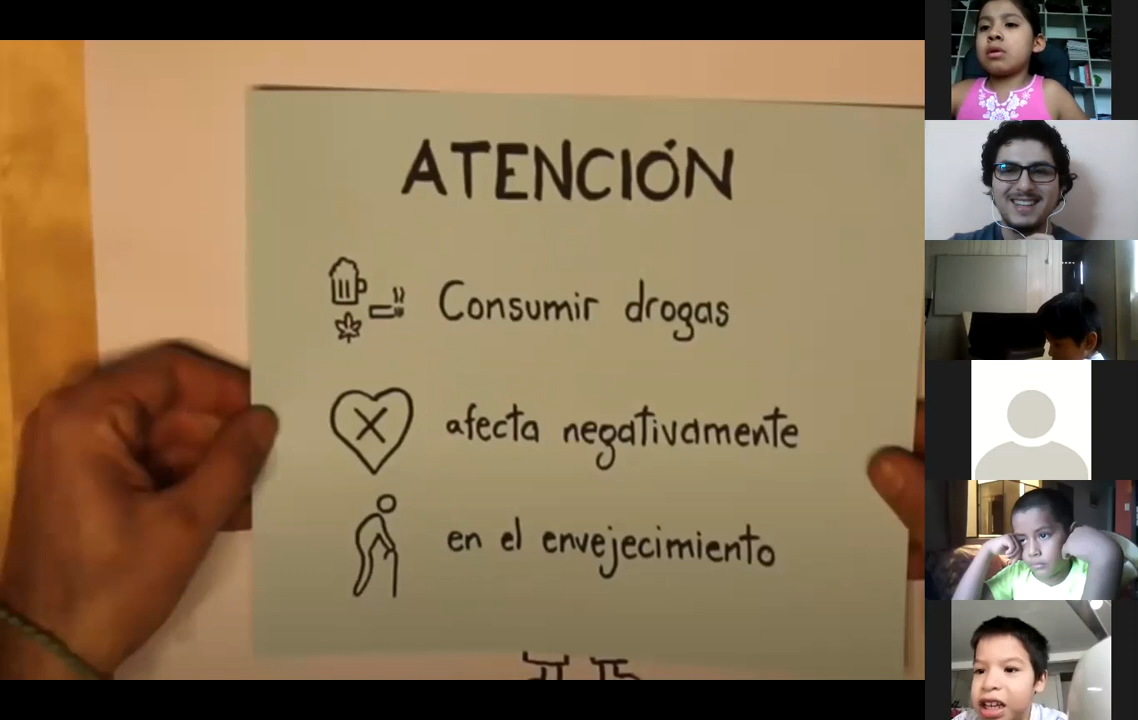 ATENCIÓN
Consumir drogas
afecta negativamente
en el envejecimiento